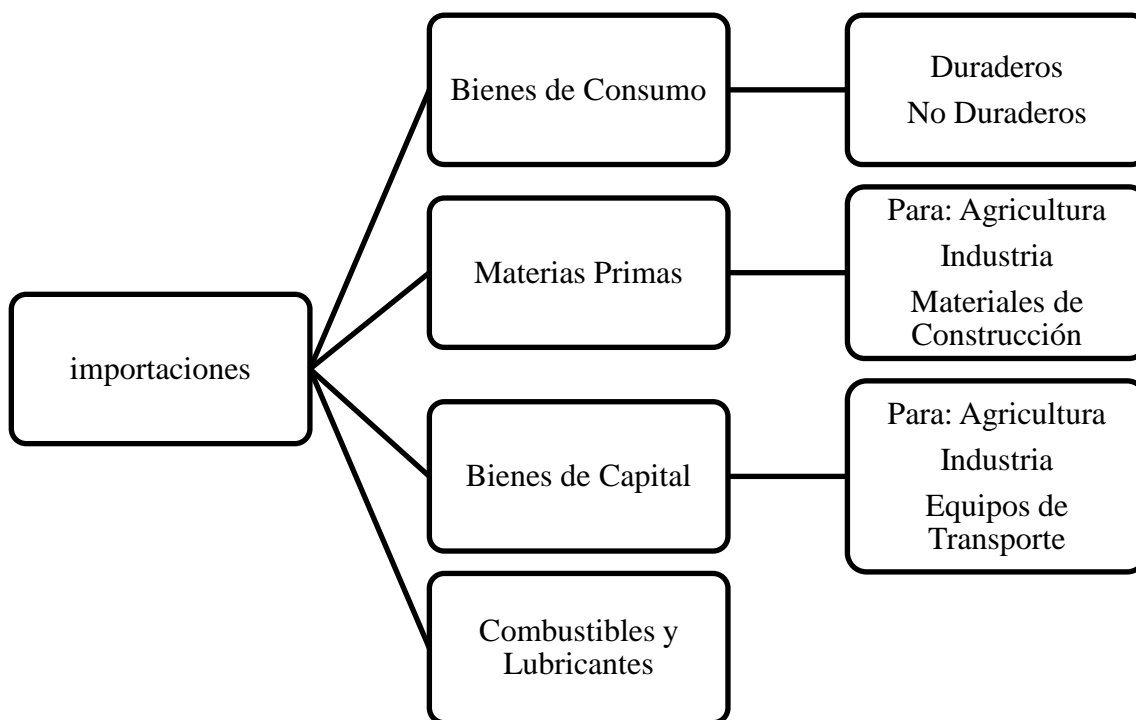 importaciones
Bienes de Consumo
Duraderos
No Duraderos
Materias Primas
Para: Agricultura
Industria
Materiales de
Construcción
Bienes de Capital
Para: Agricultura
Industria
Equipos de
Transporte
Combustibles y
Lubricantes